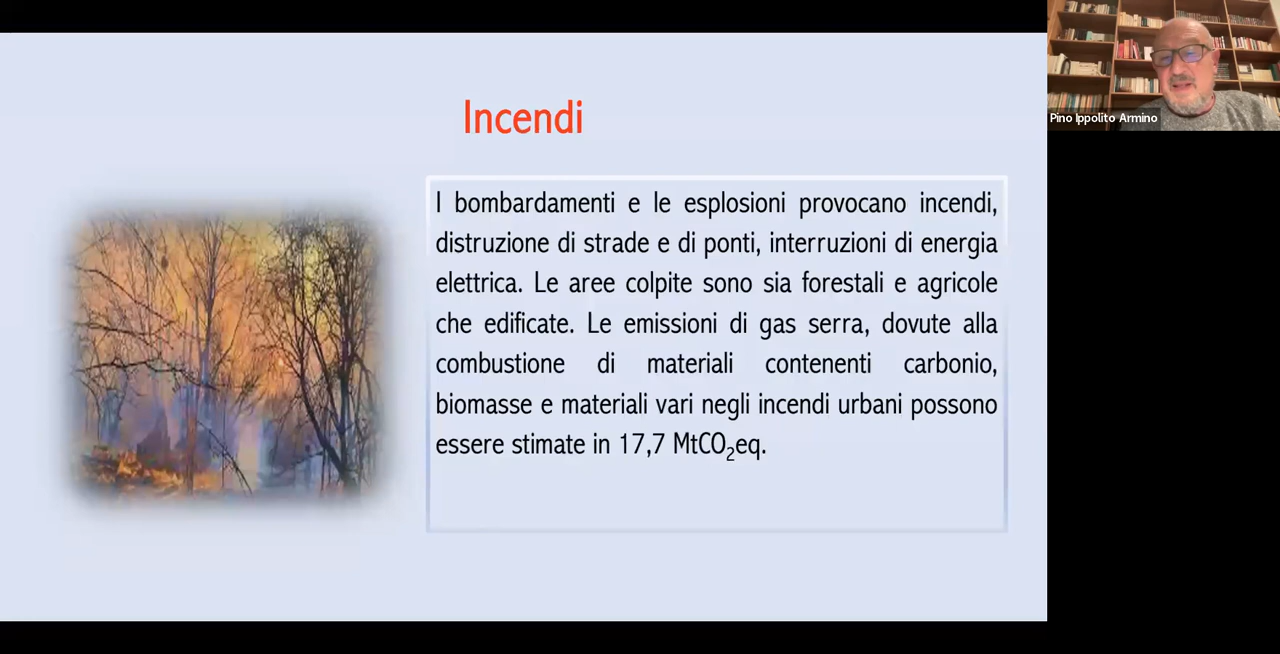 Incendi
I bombardamenti e le esplosioni provocano incendi,
distruzione di strade e di ponti, interruzioni di energia
elettrica. Le aree colpite sono sia forestali e agricole
che edificate. Le emissioni di gas serra, dovute alla
combustione di materiali contenenti carbonio,
biomasse e materiali vari negli incendi urbani possono
essere stimate in 17,7 MtCO₂eq.
Pino Ippolito Armino